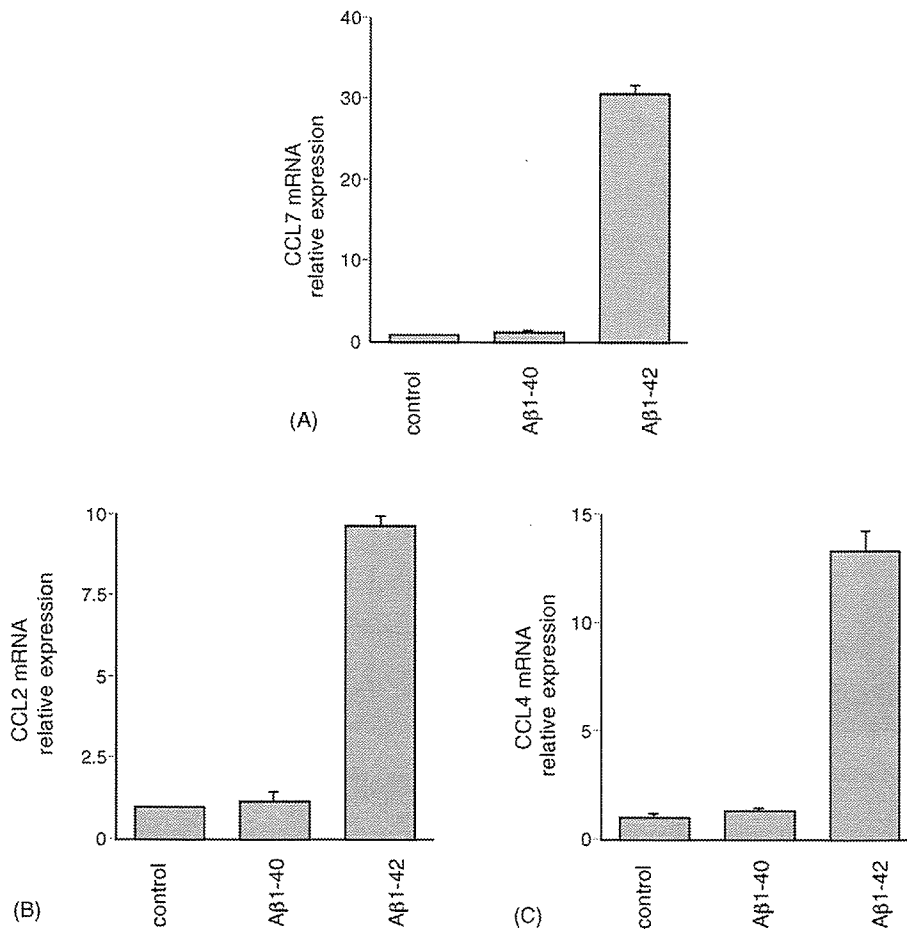 40
30
20
10
0
CCL7 mRNA
relative expression
control
Aβ1-40
Aβ1-42
(A)
10
7.5
5
2.5
0
CCL2 mRNA
relative expression
control
Aβ1-40
Aβ1-42
(B)
15
10
5
0
CCL4 mRNA
relative expression
control
Aβ1-40
Aβ1-42
(C)